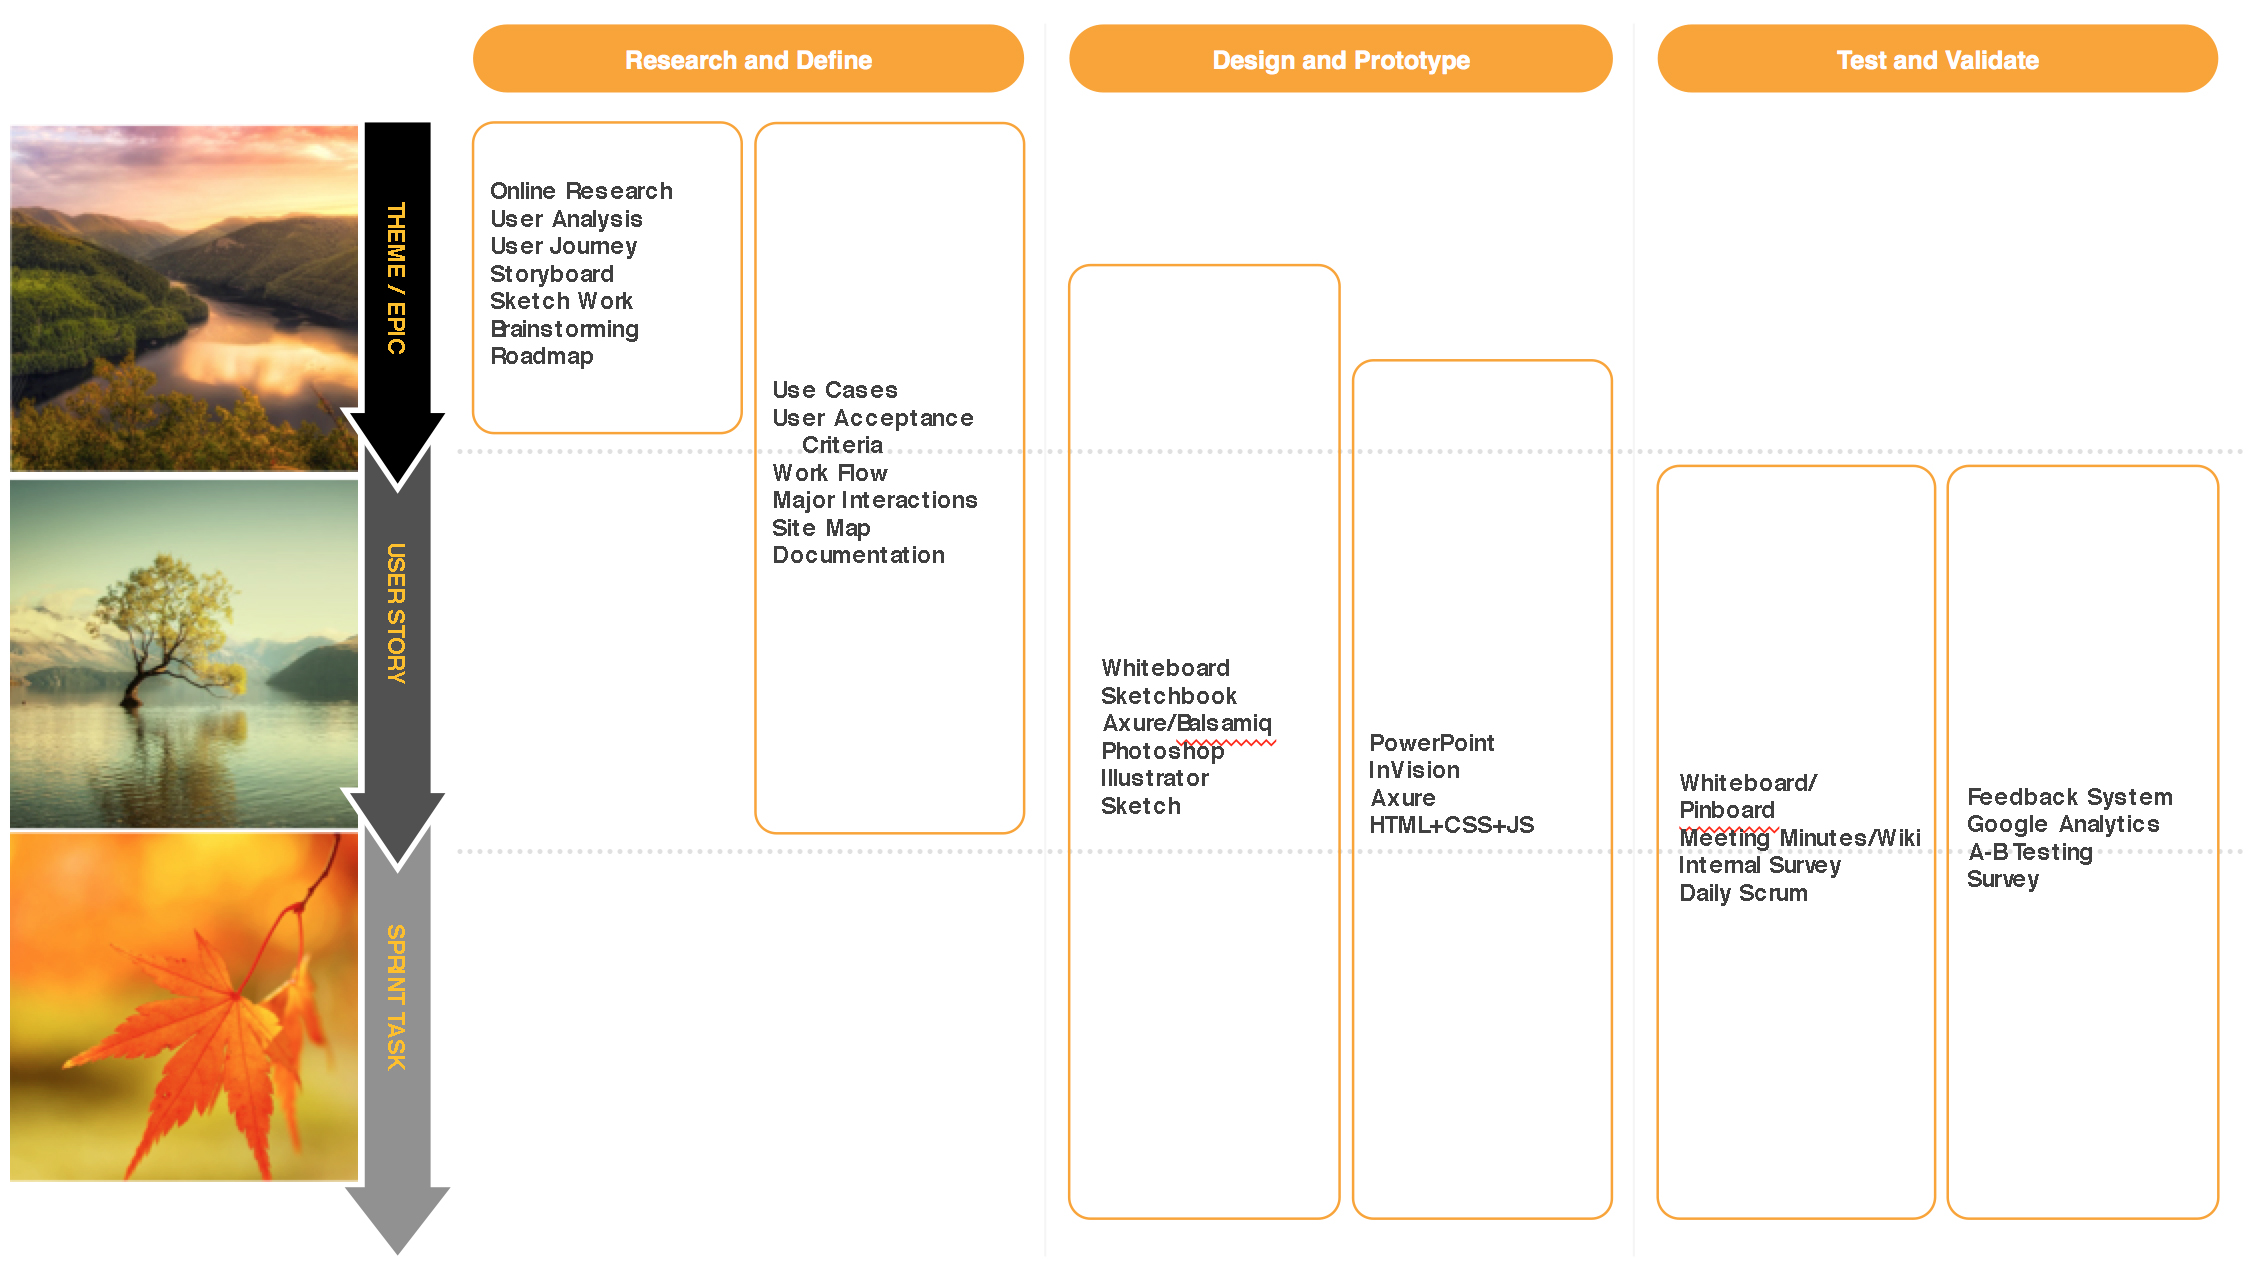 Research and Define
Design and Prototype
Test and Validate
THEME / EPIC
USER STORY
SPRINT TASK
Online Research
User Analysis
User Journey
Storyboard
Sketch Work
Brainstorming
Roadmap
Use Cases
User Acceptance
Criteria
Work Flow
Major Interactions
Site Map
Documentation
Whiteboard
Sketchbook
Axure/Balsamiq
Photoshop
Illustrator
Sketch
PowerPoint
InVision
Axure
HTML+CSS+JS
Whiteboard/
Pinboard
Meeting Minutes/Wiki
Internal Survey
Daily Scrum
Feedback System
Google Analytics
A-B Testing
Survey